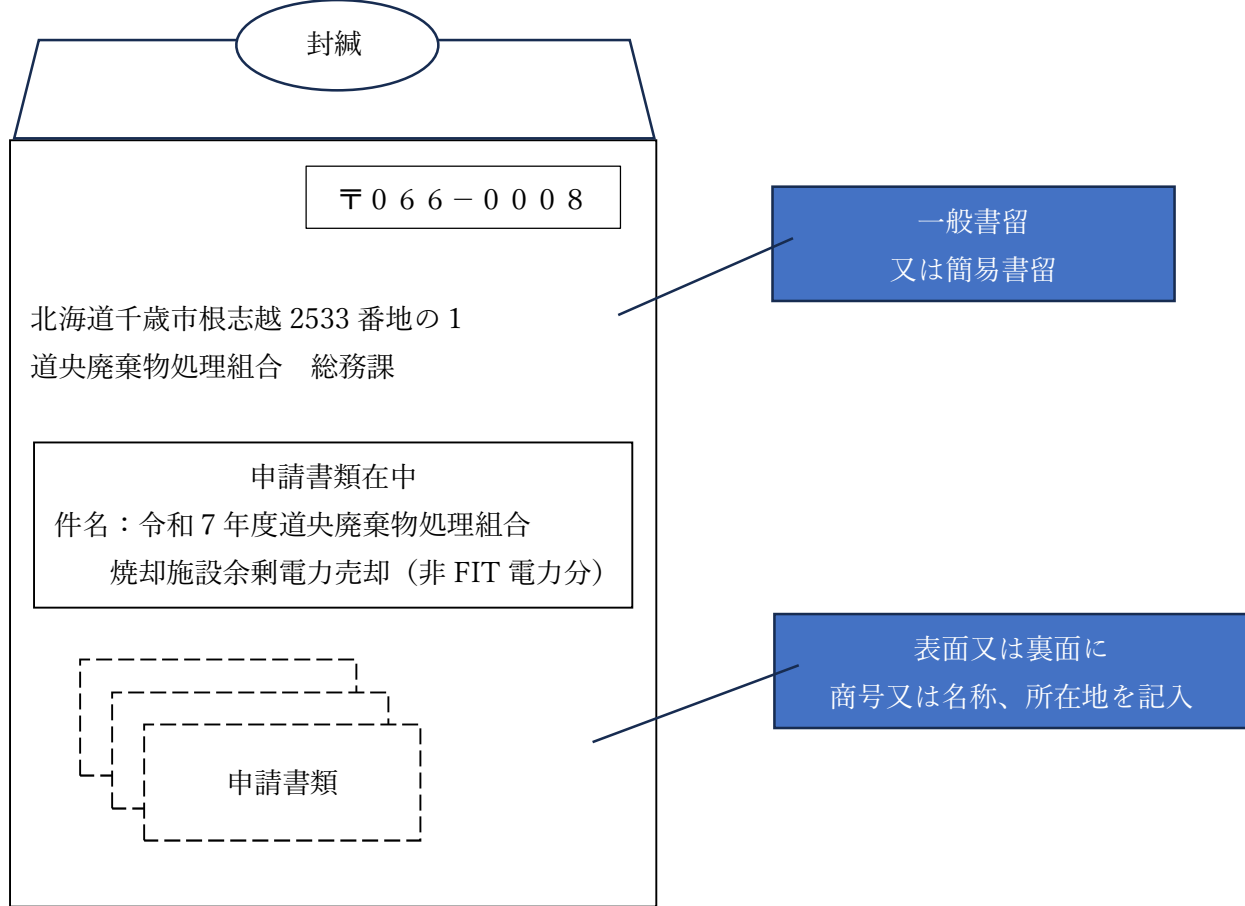 封緘
〒０６６－０００８
一般書留
又は簡易書留
北海道千歳市根志越 2533 番地の 1
道央廃棄物処理組合　総務課
申請書類在中
件名：令和７年度道央廃棄物処理組合
焼却施設余剰電力売却（非 FIT 電力分）
表面又は裏面に
商号又は名称、所在地を記入
申請書類